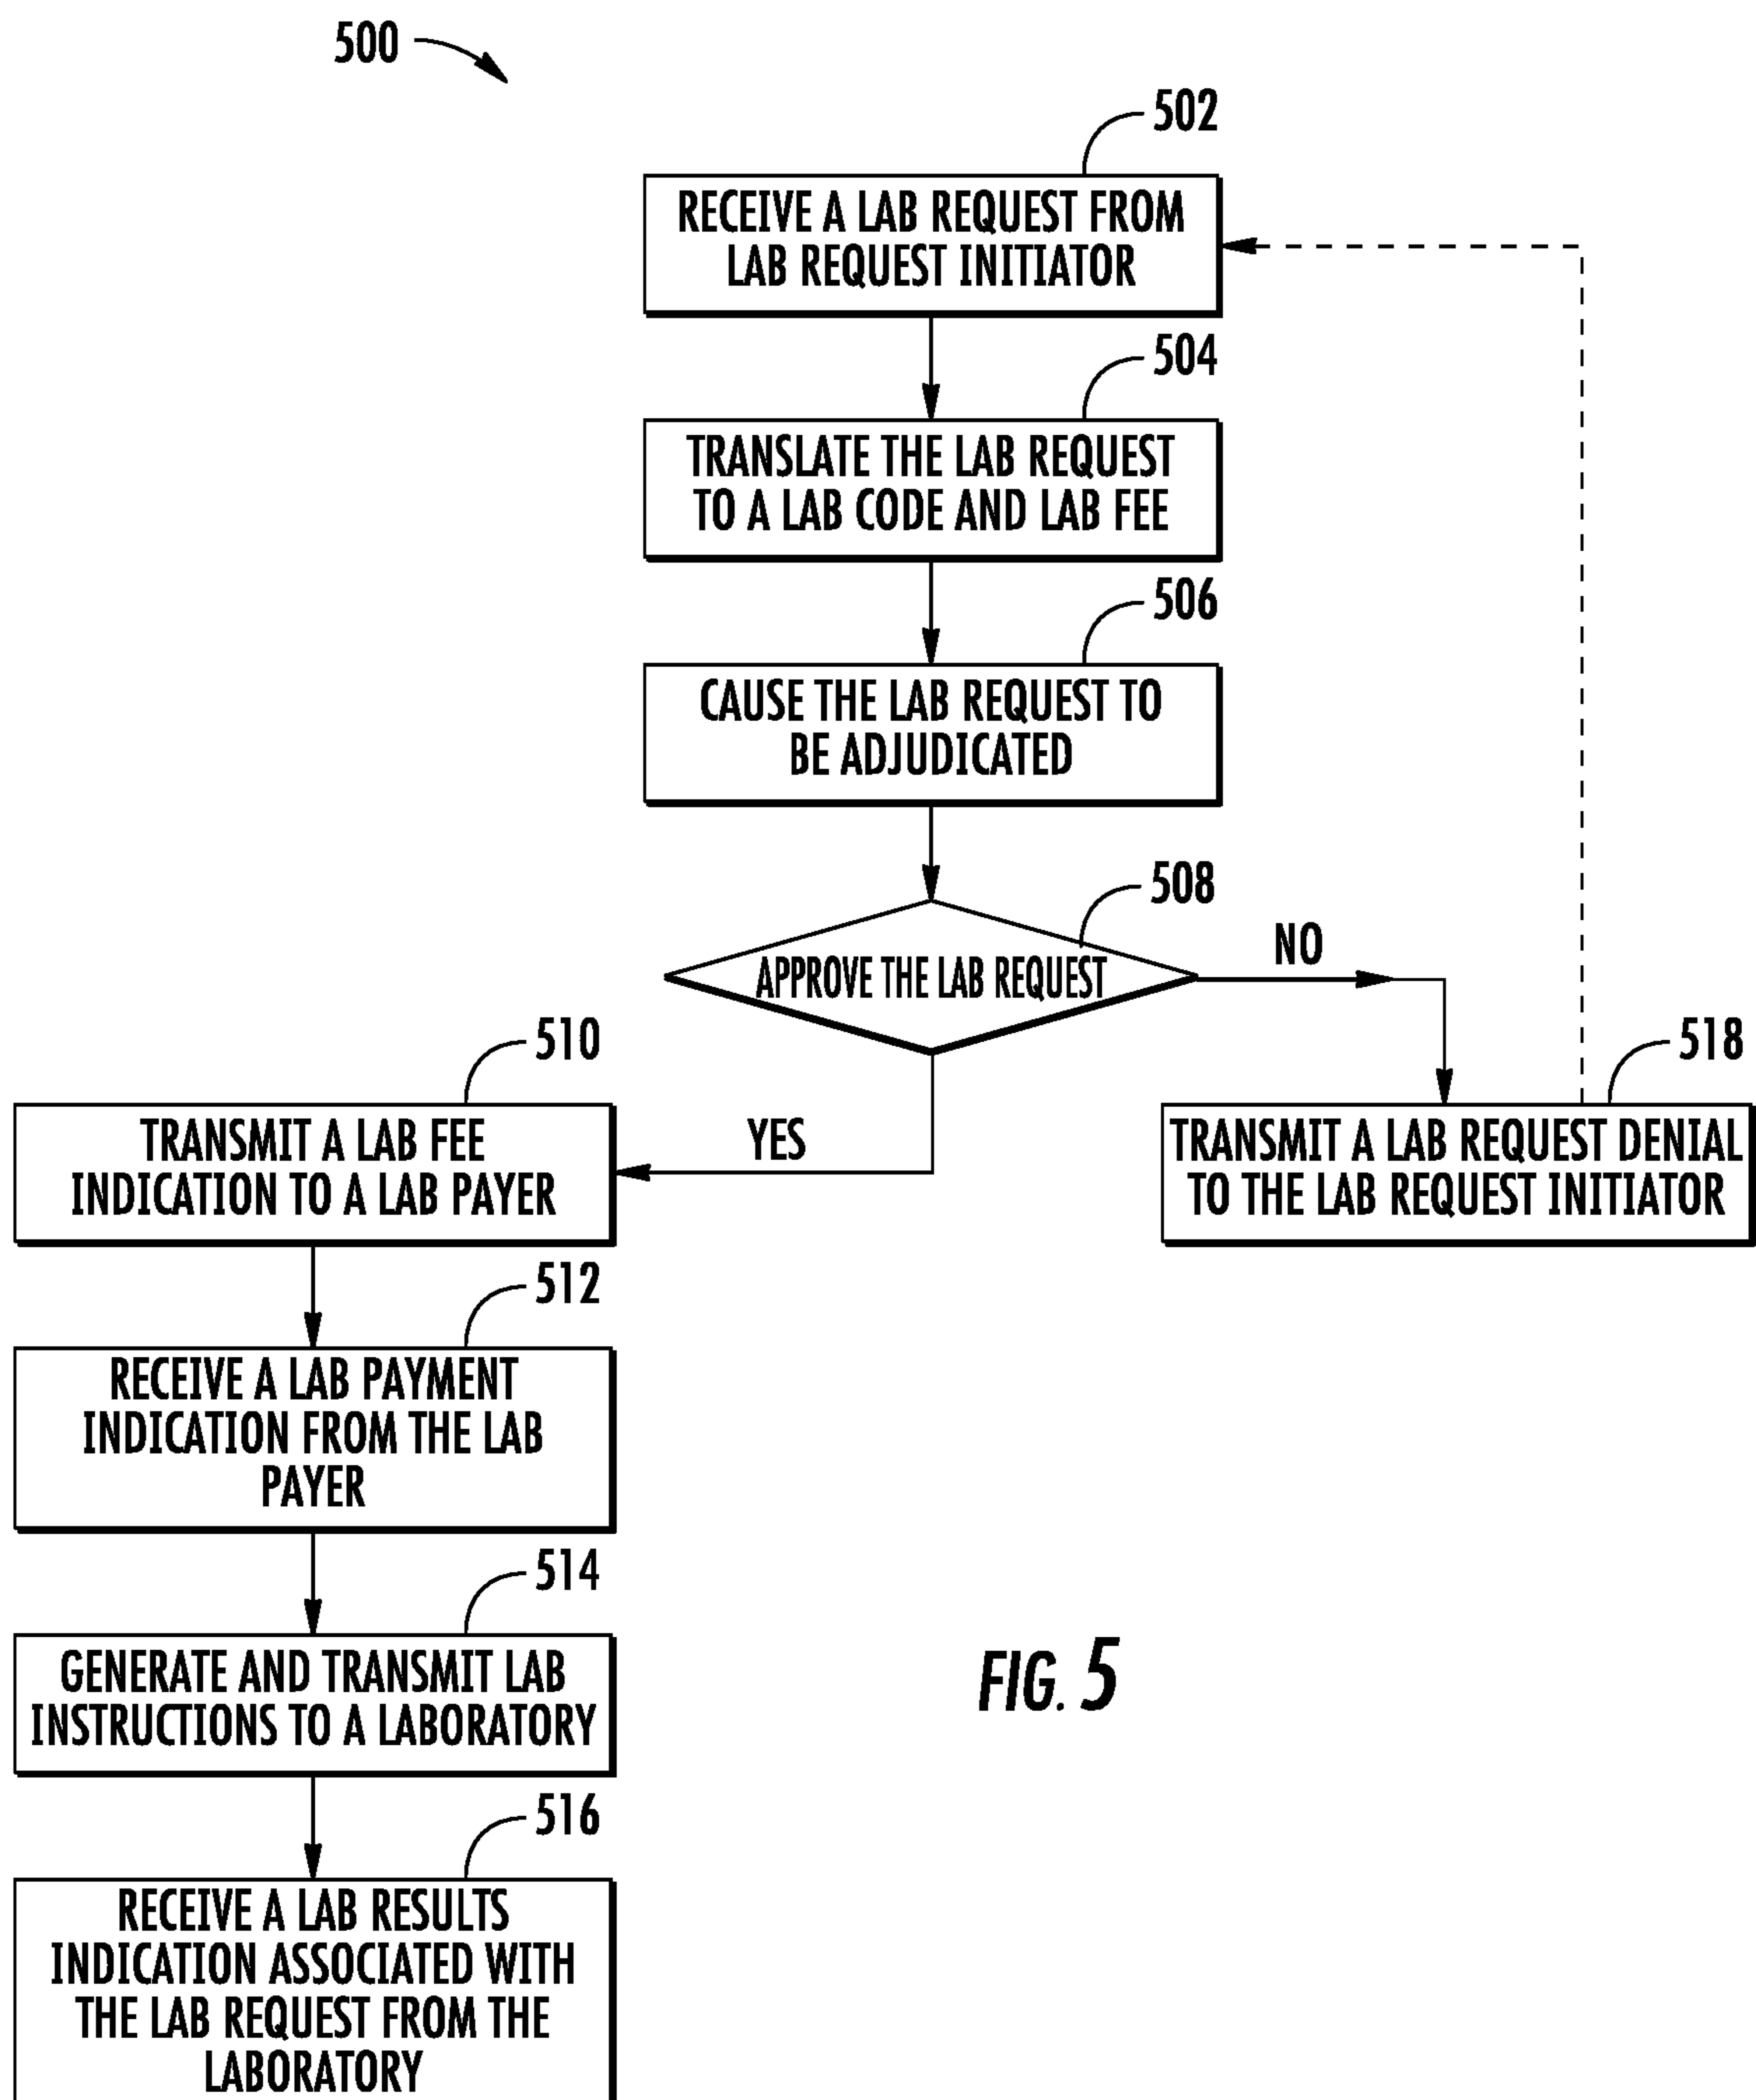 500
502
RECEIVE A LAB REQUEST FROM
LAB REQUEST INITIATOR
504
TRANSLATE THE LAB REQUEST
TO A LAB CODE AND LAB FEE
506
CAUSE THE LAB REQUEST TO
BE ADJUDICATED
508
APPROVE THE LAB REQUEST
NO
YES
510
TRANSMIT A LAB FEE
INDICATION TO A LAB PAYER
518
TRANSMIT A LAB REQUEST DENIAL
TO THE LAB REQUEST INITIATOR
512
RECEIVE A LAB PAYMENT
INDICATION FROM THE LAB
PAYER
514
GENERATE AND TRANSMIT LAB
INSTRUCTIONS TO A LABORATORY
516
RECEIVE A LAB RESULTS
INDICATION ASSOCIATED WITH
THE LAB REQUEST FROM THE
LABORATORY
FIG. 5